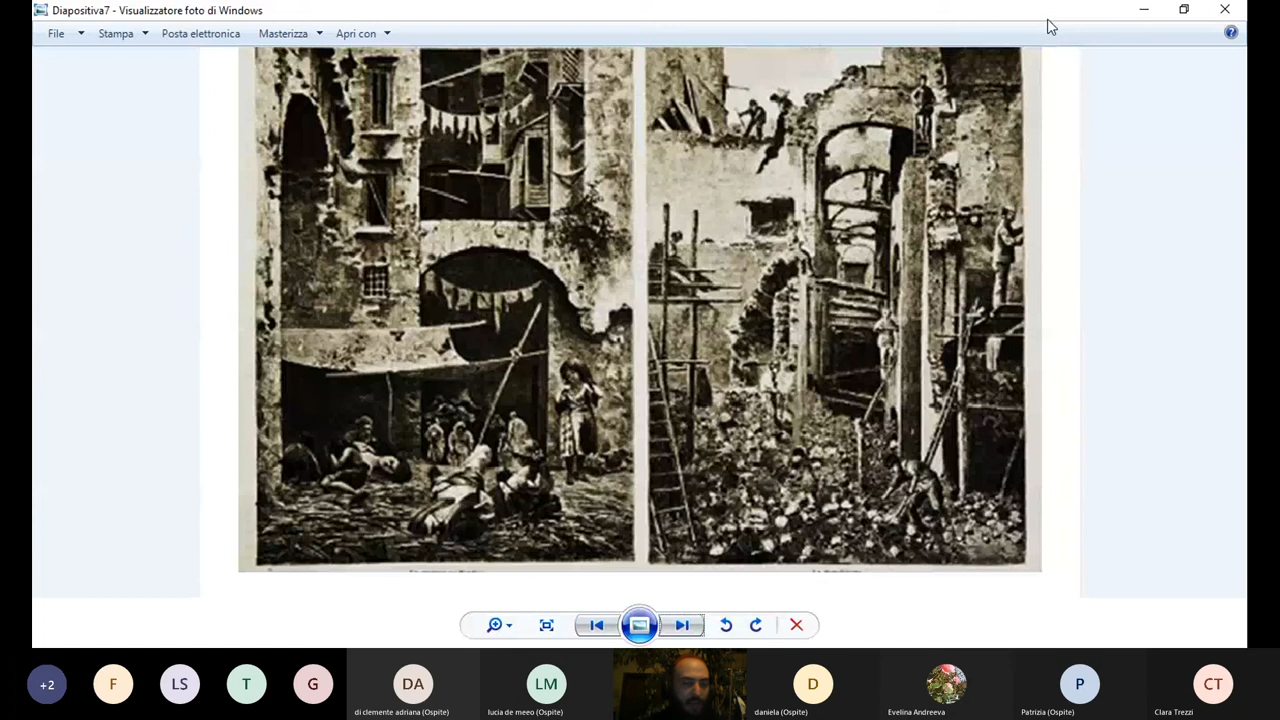 Diapositiva7 - Visualizzatore foto di Windows
File Stampa Posta elettronica Masterizza Apri con
+2 F LS T G DA LM D P CT
di clemente adriana (Ospite) lucia de meeo (Ospite) daniela (Ospite) Evelina Andreeva Patrizia (Ospite) Clara Trezzi